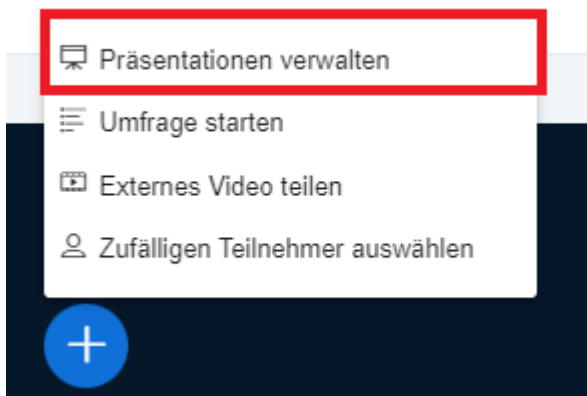 Präsentationen verwalten
Umfrage starten
Externes Video teilen
Zufälligen Teilnehmer auswählen